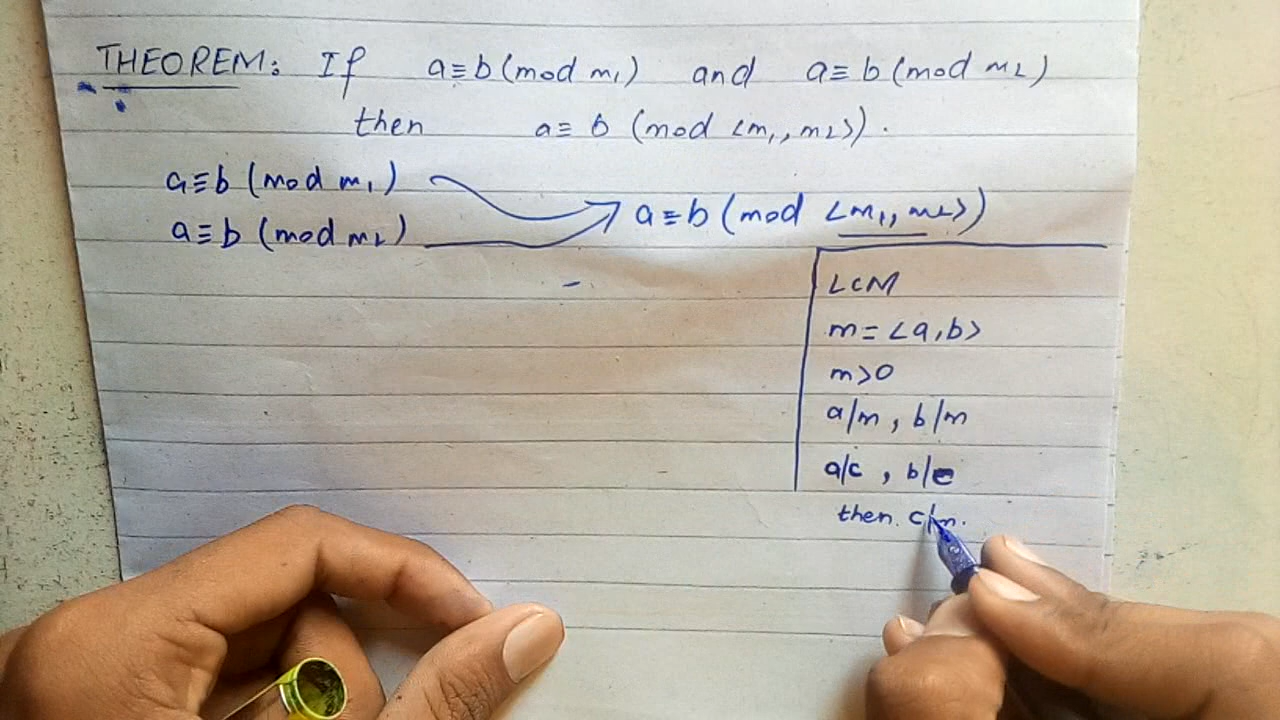 THEOREM: If a≡b (mod m₁) and a≡b (mod m₂)
then a≡ b (mod <m₁, m₂>).
a≡b (mod m₁)
a≡b (mod m₂)
a≡b (mod <m₁, m₂>)
LCM
m = <a, b>
m>0
a/m , b/m
a/c , b/c
then. c/m.